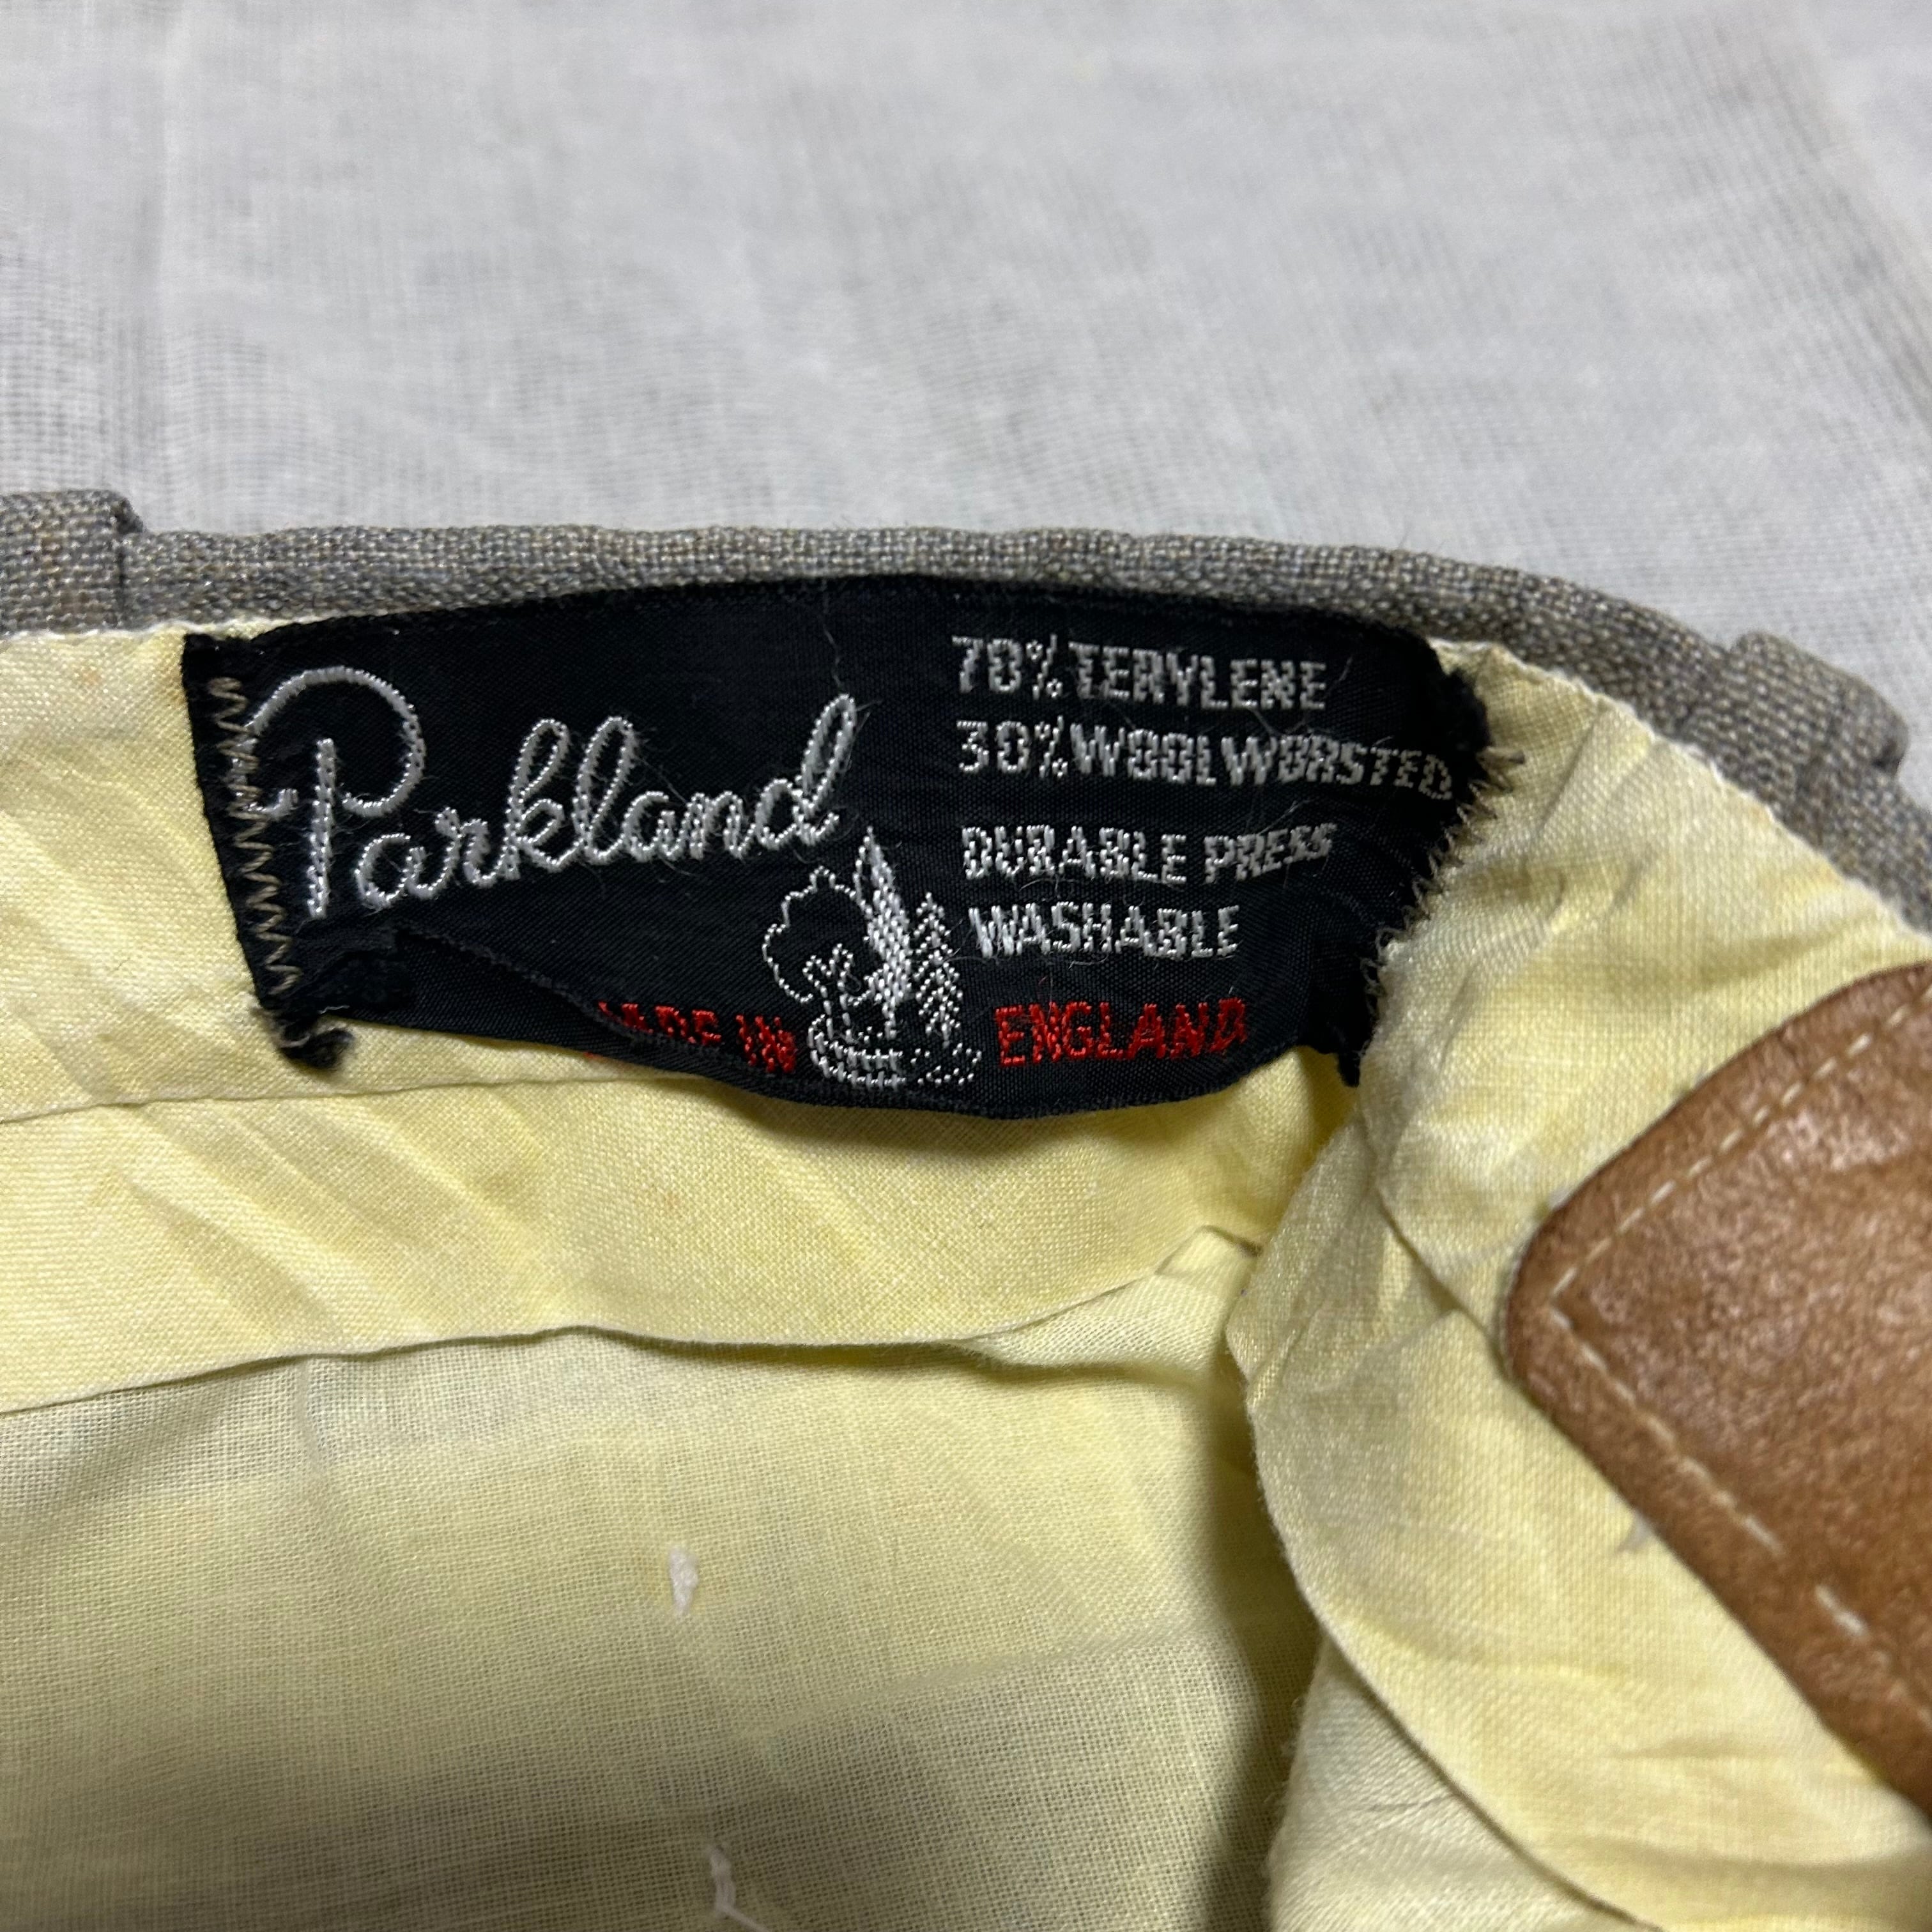 Parkland
70% TERYLENE
30% WOOL WORSTED
DURABLE PRESS
WASHABLE
MADE IN ENGLAND